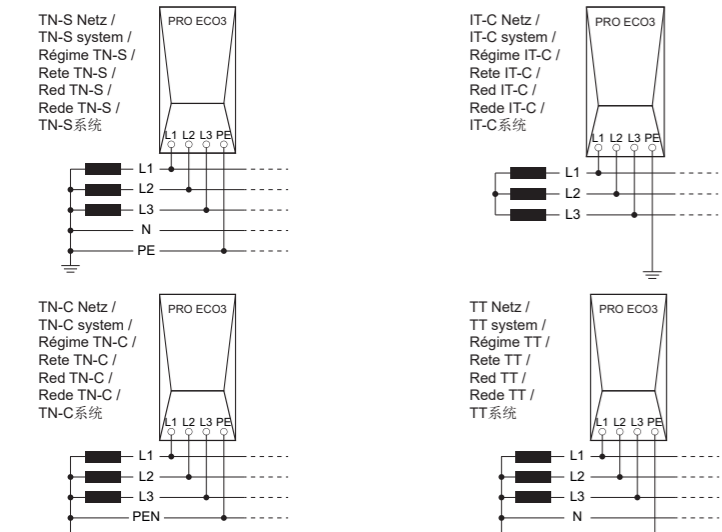 TN-S Netz /
TN-S system /
Régime TN-S /
Rete TN-S /
Red TN-S /
Rede TN-S /
TN-S系统
PRO ECO3
L1 L2 L3 PE
L1
L2
L3
N
PE
IT-C Netz /
IT-C system /
Régime IT-C /
Rete IT-C /
Red IT-C /
Rede IT-C /
IT-C系统
PRO ECO3
L1 L2 L3 PE
L1
L2
L3
TN-C Netz /
TN-C system /
Régime TN-C /
Rete TN-C /
Red TN-C /
Rede TN-C /
TN-C系统
PRO ECO3
L1 L2 L3 PE
L1
L2
L3
PEN
TT Netz /
TT system /
Régime TT /
Rete TT /
Red TT /
Rede TT /
TT系统
PRO ECO3
L1 L2 L3 PE
L1
L2
L3
N